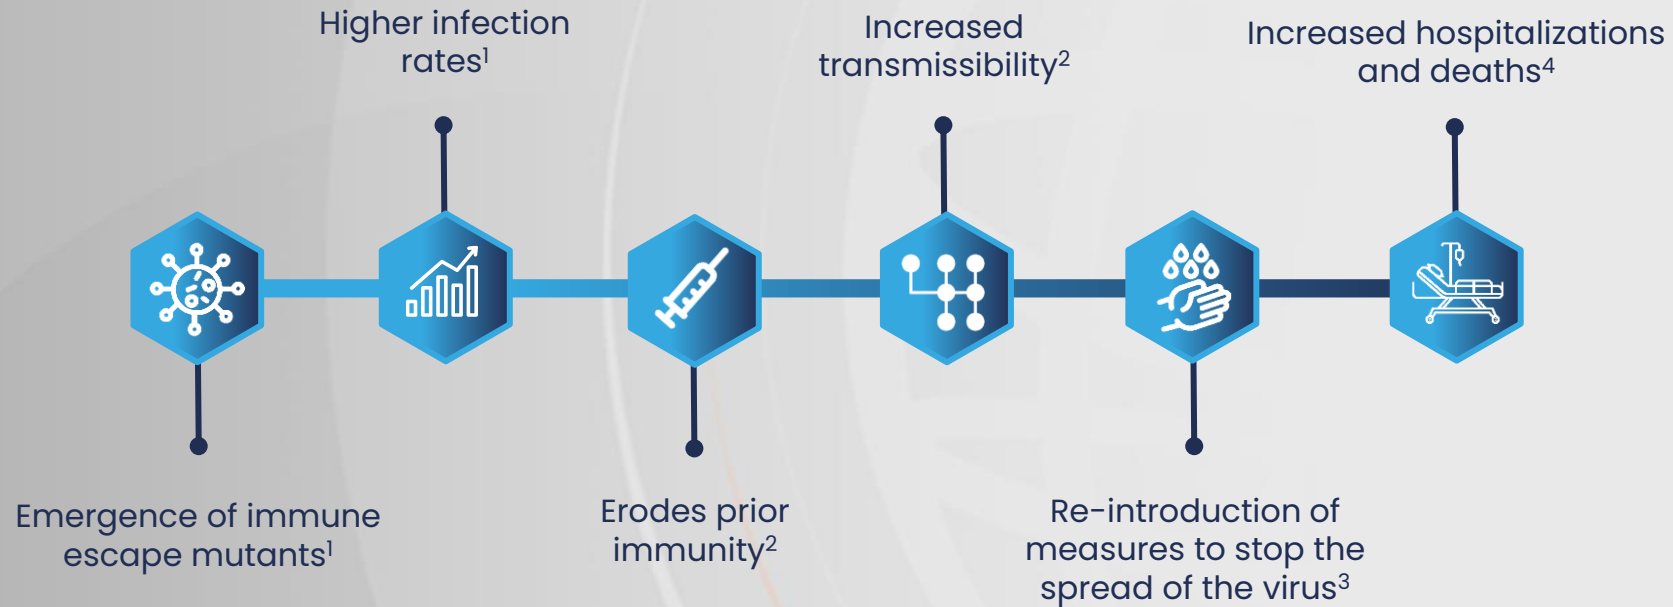 Higher infection
rates¹
Increased
transmissibility²
Increased hospitalizations
and deaths⁴
Emergence of immune
escape mutants¹
Erodes prior
immunity²
Re-introduction of
measures to stop the
spread of the virus³